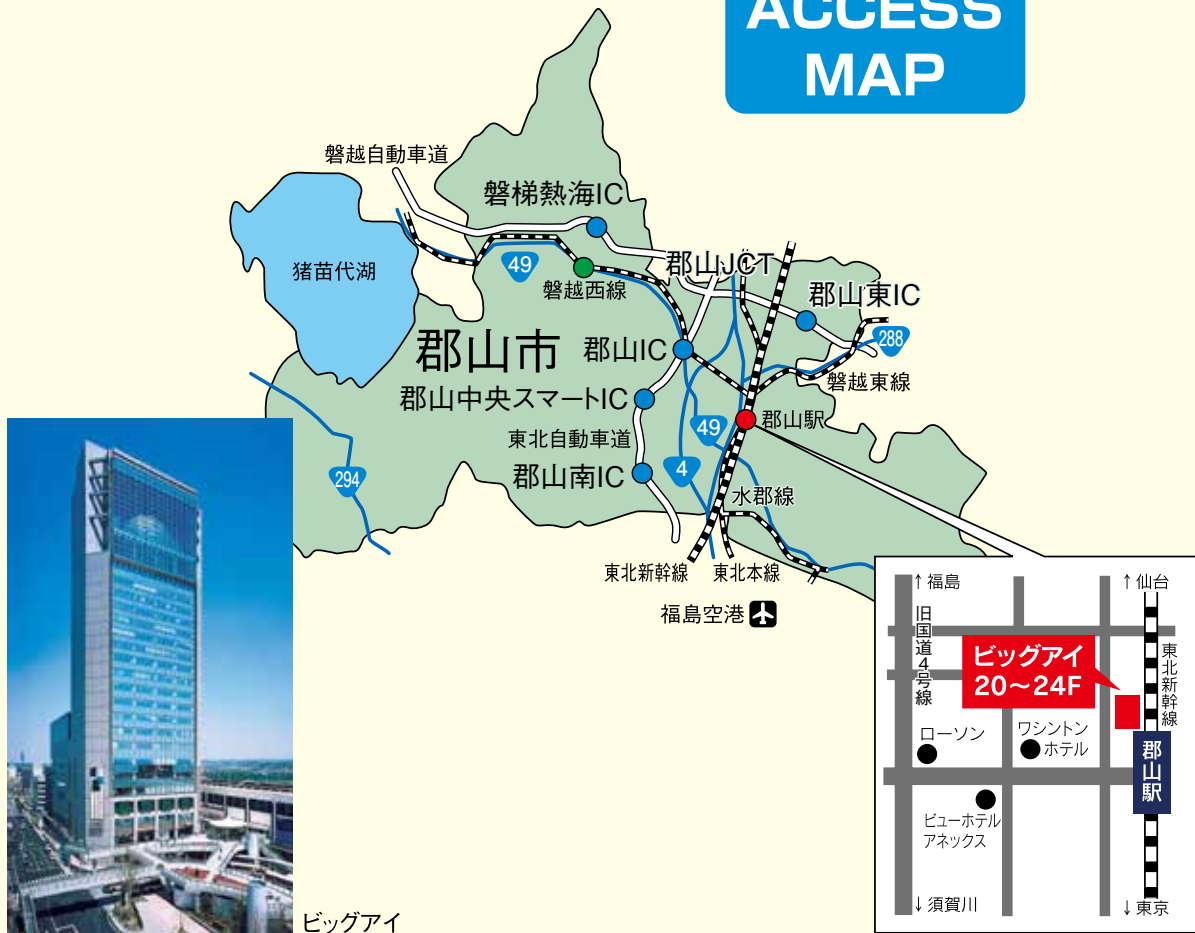 ACCESS
MAP
磐越自動車道
磐梯熱海IC
猪苗代湖
49
磐越西線
郡山JCT
郡山東IC
288
郡山市
郡山IC
磐越東線
郡山中央スマートIC
49
郡山駅
東北自動車道
郡山南IC
4
294
水郡線
東北新幹線
東北本線
福島空港
↑福島
↑仙台
旧国道4号線
ビッグアイ
20～24F
東北新幹線
ローソン
ワシントン
ホテル
郡山駅
ビューホテル
アネックス
↓須賀川
↓東京
ビッグアイ